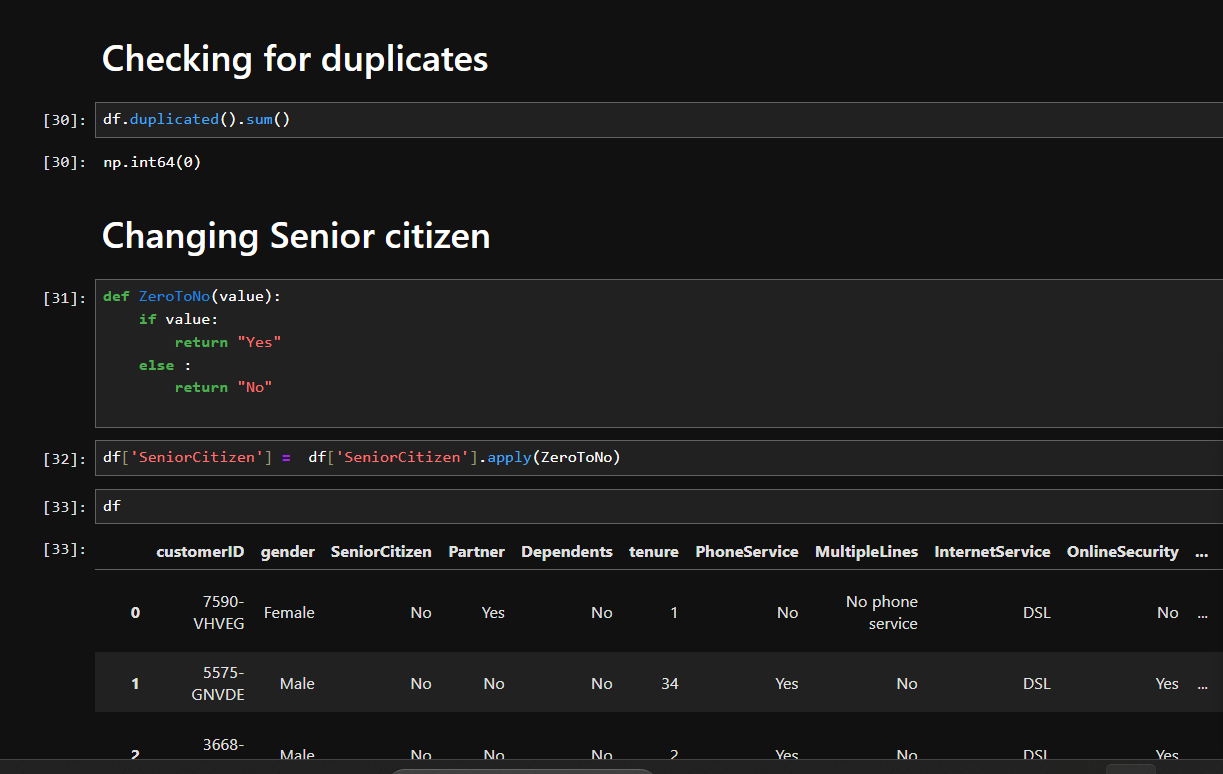 Checking for duplicates
[30]: df.duplicated().sum()
[30]: np.int64(0)
Changing Senior citizen
[31]: def ZeroToNo(value):
    if value:
        return "Yes"
    else :
        return "No"
[32]: df['SeniorCitizen'] =  df['SeniorCitizen'].apply(ZeroToNo)
[33]: df
[33]: customerID gender SeniorCitizen Partner Dependents tenure PhoneService MultipleLines InternetService OnlineSecurity ...
0 7590-VHVEG Female No Yes No 1 No No phone service DSL No ...
1 5575-GNVDE Male No No No 34 Yes No DSL Yes ...
2 3668- Male No No No 2 Yes No DSL Yes